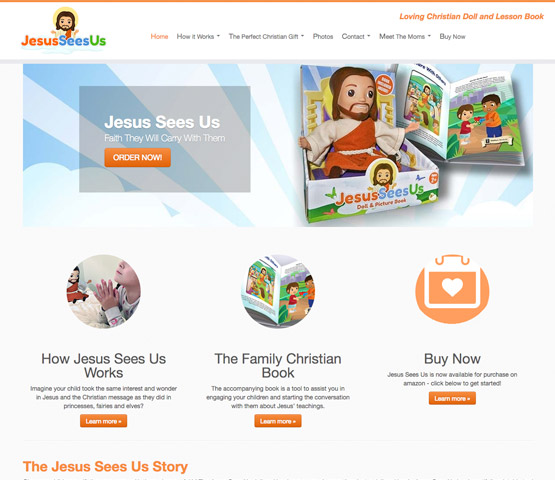 JesusSeesUs
Loving Christian Doll and Lesson Book
Home How it Works The Perfect Christian Gift Photos Contact Meet The Moms Buy Now
Jesus Sees Us
Faith They Will Carry With Them
ORDER NOW!
JesusSeesUs
Doll & Picture Book
How Jesus Sees Us
Works
Imagine your child took the same interest and wonder
in Jesus and the Christian message as they did in
princesses, fairies and elves?
Learn more »
The Family Christian
Book
The accompanying book is a tool to assist you in
engaging your children and starting the conversation
with them about Jesus' teachings.
Learn more »
Buy Now
Jesus Sees Us is now available for purchase on
amazon - click below to get started!
Learn more »
The Jesus Sees Us Story